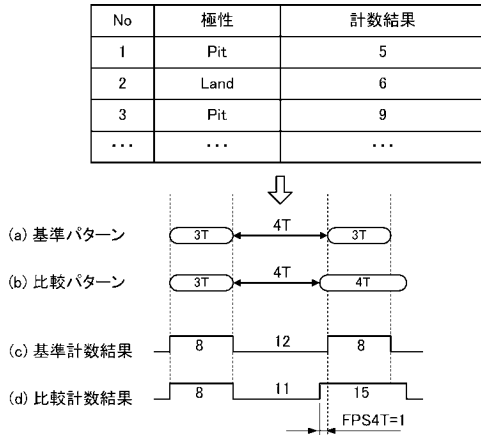 No 極性 計数結果
1 Pit 5
2 Land 6
3 Pit 9
… … …
(a) 基準パターン 3T 4T 3T
(b) 比較パターン 3T 4T 4T
(c) 基準計数結果 8 12 8
(d) 比較計数結果 8 11 15
FPS4T=1